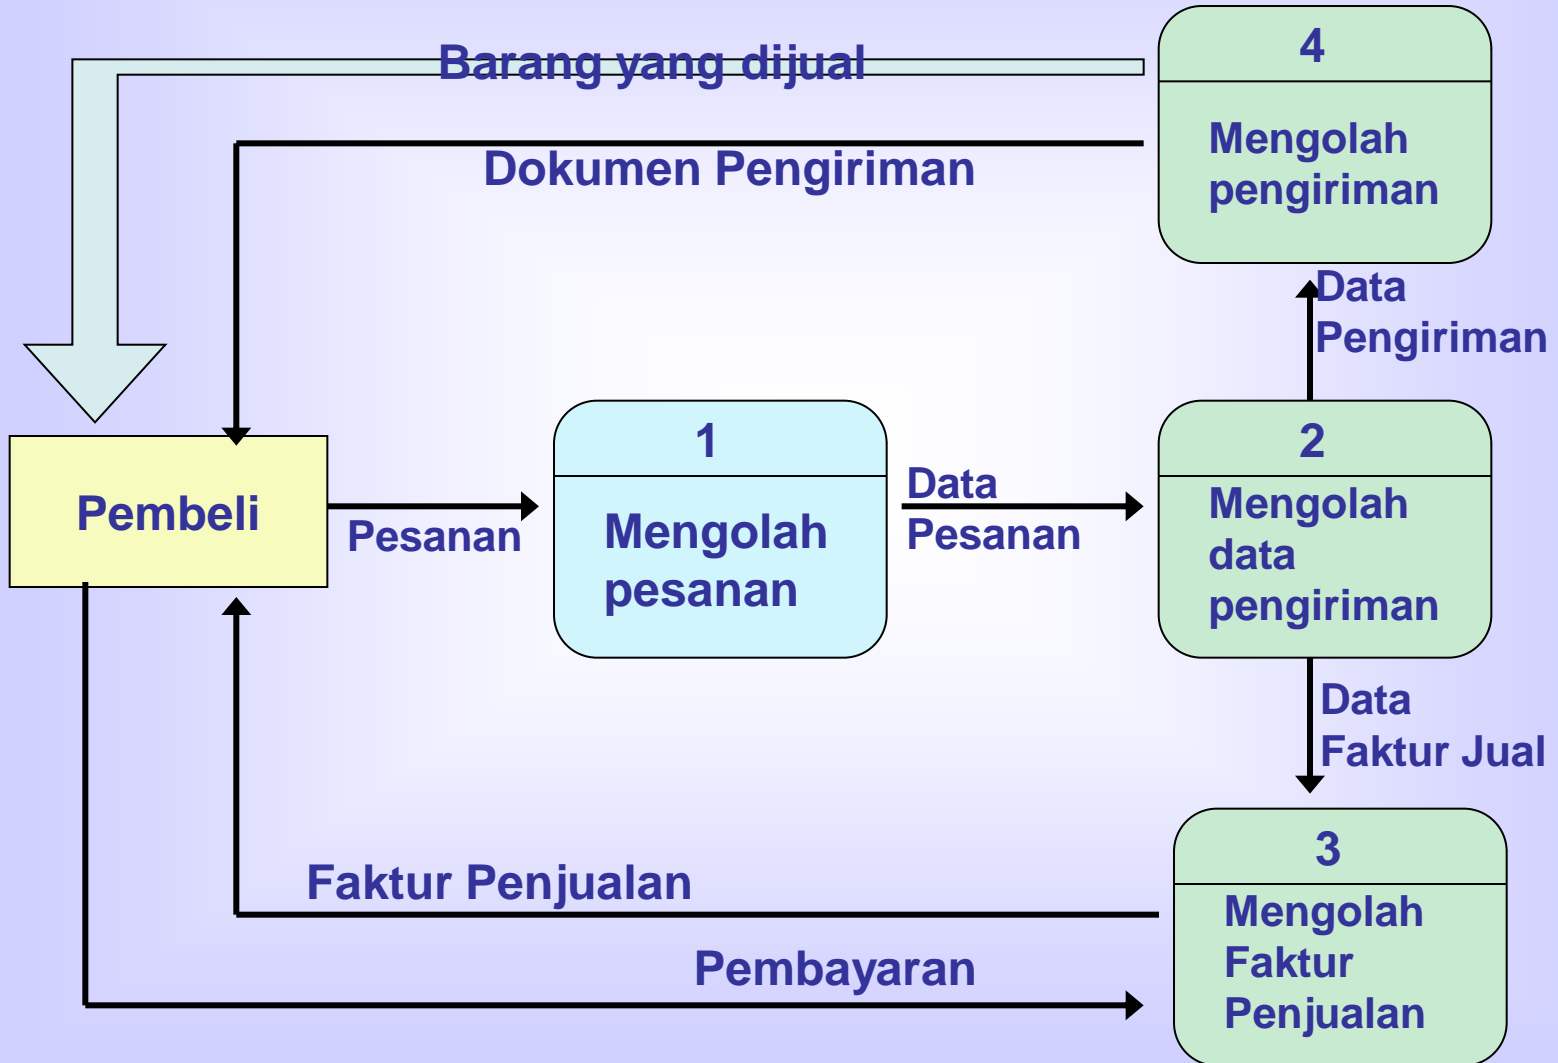 Barang yang dijual
Dokumen Pengiriman
4
Mengolah
pengiriman
Data
Pengiriman
Pembeli
Pesanan
1
Mengolah
pesanan
Data
Pesanan
2
Mengolah
data
pengiriman
Data
Faktur Jual
Faktur Penjualan
Pembayaran
3
Mengolah
Faktur
Penjualan